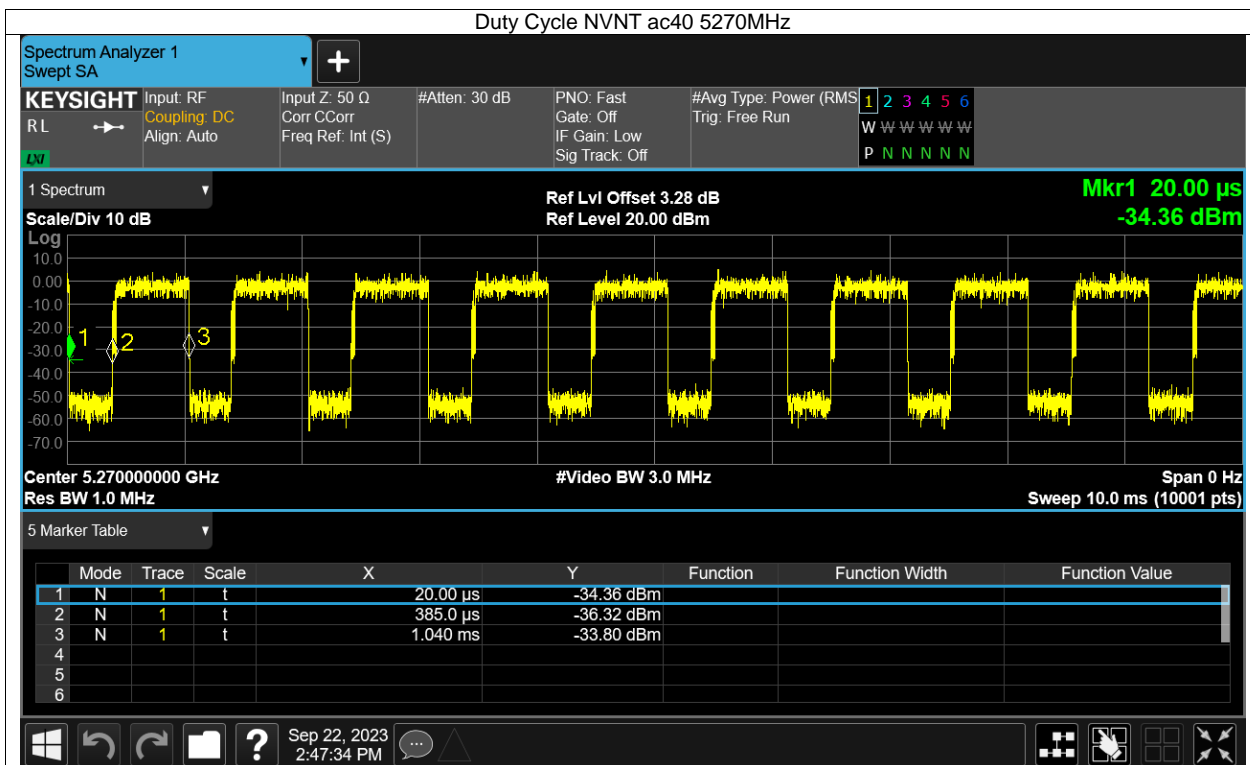 Duty Cycle NVNT ac40 5270MHz
Spectrum Analyzer 1
Swept SA
KEYSIGHT Input: RF Input Z: 50 Ω #Atten: 30 dB PNO: Fast #Avg Type: Power (RMS 1 2 3 4 5 6
RL Coupling: DC Corr CCorr Gate: Off Trig: Free Run W W W W W W
Align: Auto Freq Ref: Int (S) IF Gain: Low P N N N N N
LXI Sig Track: Off
1 Spectrum Ref Lvl Offset 3.28 dB Mkr1 20.00 µs
Scale/Div 10 dB Ref Level 20.00 dBm -34.36 dBm
Log
10.0
0.00
-10.0
-20.0
1 2 3
-30.0
-40.0
-50.0
-60.0
-70.0
Center 5.270000000 GHz #Video BW 3.0 MHz Span 0 Hz
Res BW 1.0 MHz Sweep 10.0 ms (10001 pts)
5 Marker Table
Mode Trace Scale X Y Function Function Width Function Value
1 N 1 t 20.00 µs -34.36 dBm
2 N 1 t 385.0 µs -36.32 dBm
3 N 1 t 1.040 ms -33.80 dBm
4
5
6
? Sep 22, 2023
2:47:34 PM